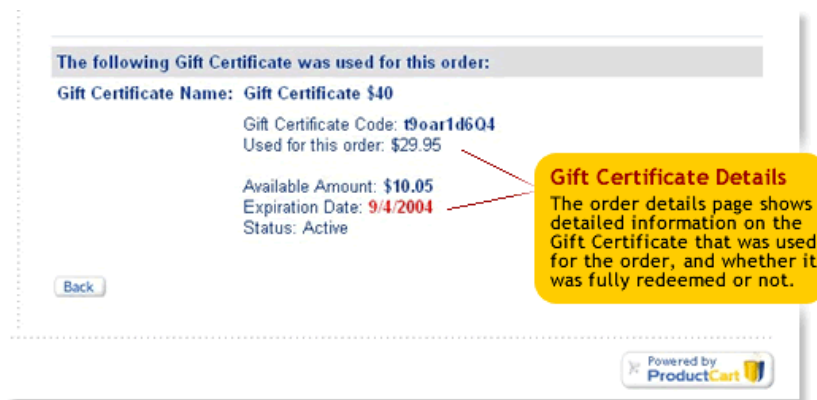 The following Gift Certificate was used for this order:
Gift Certificate Name: Gift Certificate $40
Gift Certificate Code: t9oar1d6Q4
Used for this order: $29.95
Available Amount: $10.05
Expiration Date: 9/4/2004
Status: Active
Gift Certificate Details
The order details page shows
detailed information on the
Gift Certificate that was used
for the order, and whether it
was fully redeemed or not.
Back
Powered by
ProductCart